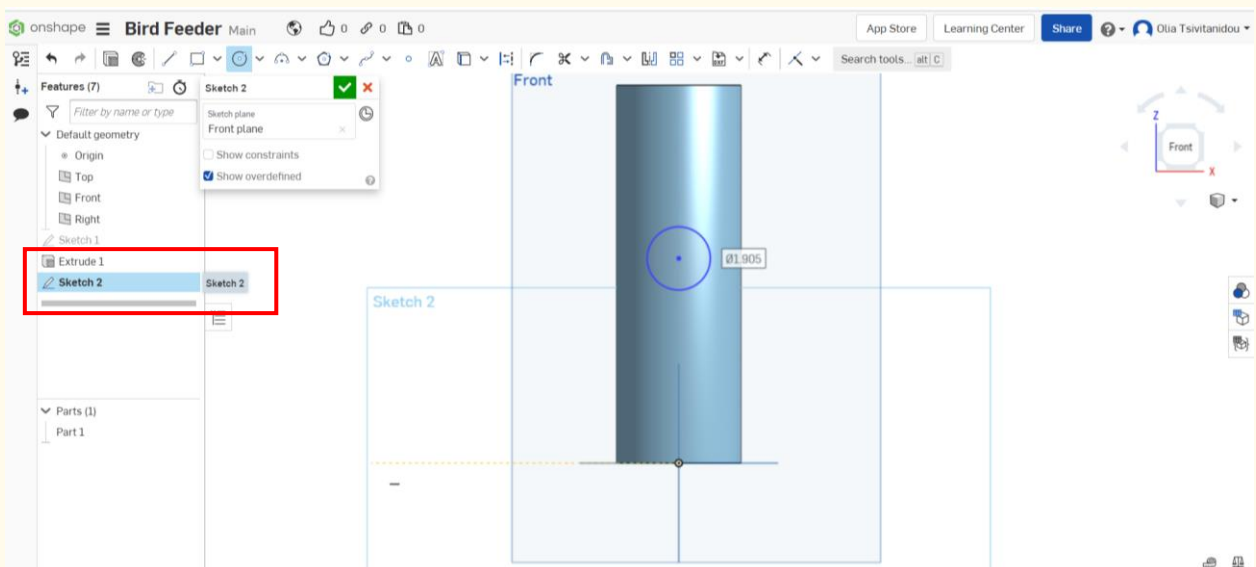 onshape Bird Feeder Main 0 0 0 App Store Learning Center Share Olia Tsivitanidou
Search tools... alt C
Features (7)
Filter by name or type
Default geometry
Origin
Top
Front
Right
Sketch 1
Extrude 1
Sketch 2
Sketch 2
Parts (1)
Part 1
Sketch 2
Sketch plane
Front plane
Show constraints
Show overdefined
Front
Ø1.905
Sketch 2
Z
Front
X